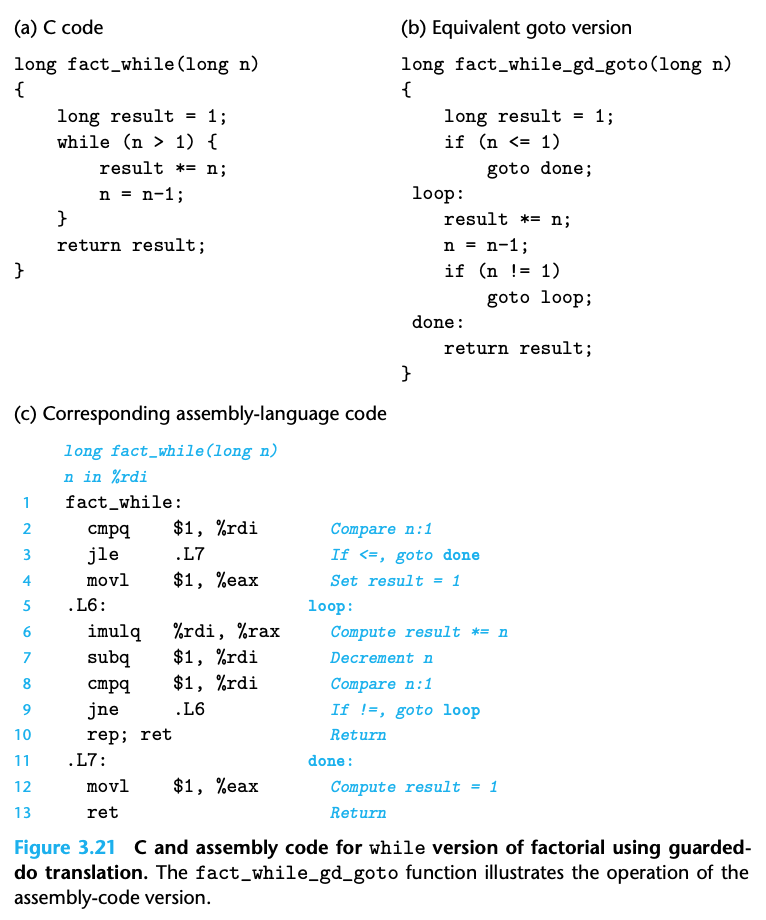 (a) C code
long fact_while(long n)
{
    long result = 1;
    while (n > 1) {
        result *= n;
        n = n-1;
    }
    return result;
}
(b) Equivalent goto version
long fact_while_gd_goto(long n)
{
    long result = 1;
    if (n <= 1)
        goto done;
 loop:
    result *= n;
    n = n-1;
    if (n != 1)
        goto loop;
 done:
    return result;
}
(c) Corresponding assembly-language code
long fact_while(long n)
n in %rdi
1 fact_while:
2 cmpq $1, %rdi Compare n:1
3 jle .L7 If <=, goto done
4 movl $1, %eax Set result = 1
5 .L6: loop:
6 imulq %rdi, %rax Compute result *= n
7 subq $1, %rdi Decrement n
8 cmpq $1, %rdi Compare n:1
9 jne .L6 If !=, goto loop
10 rep; ret Return
11 .L7: done:
12 movl $1, %eax Compute result = 1
13 ret Return
Figure 3.21 C and assembly code for while version of factorial using guarded-
do translation. The fact_while_gd_goto function illustrates the operation of the
assembly-code version.